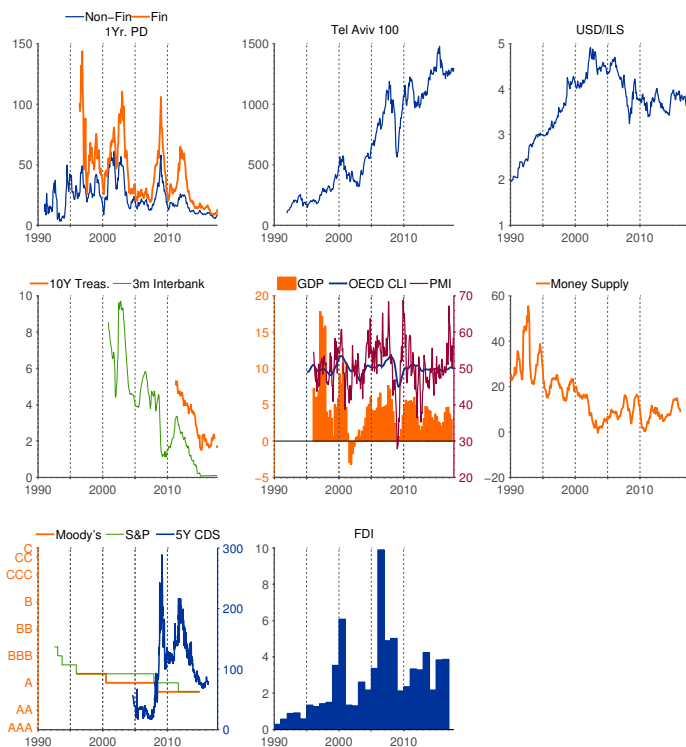 Non−Fin Fin
1Yr. PD
150
100
50
0
1990 2000 2010
Tel Aviv 100
1500
1000
500
0
1990 2000 2010
USD/ILS
5
4
3
2
1
1990 2000 2010
10Y Treas. 3m Interbank
10
8
6
4
2
0
1990 2000 2010
GDP OECD CLI PMI
20 70
15 60
10 50
5 40
0 30
−5 20
1990 2000 2010
Money Supply
60
40
20
0
−20
1990 2000 2010
Moody's S&P 5Y CDS
C 300
CC
CCC
B 200
BB
BBB 100
A
AA
AAA 0
1990 2000 2010
FDI
10
8
6
4
2
0
1990 2000 2010